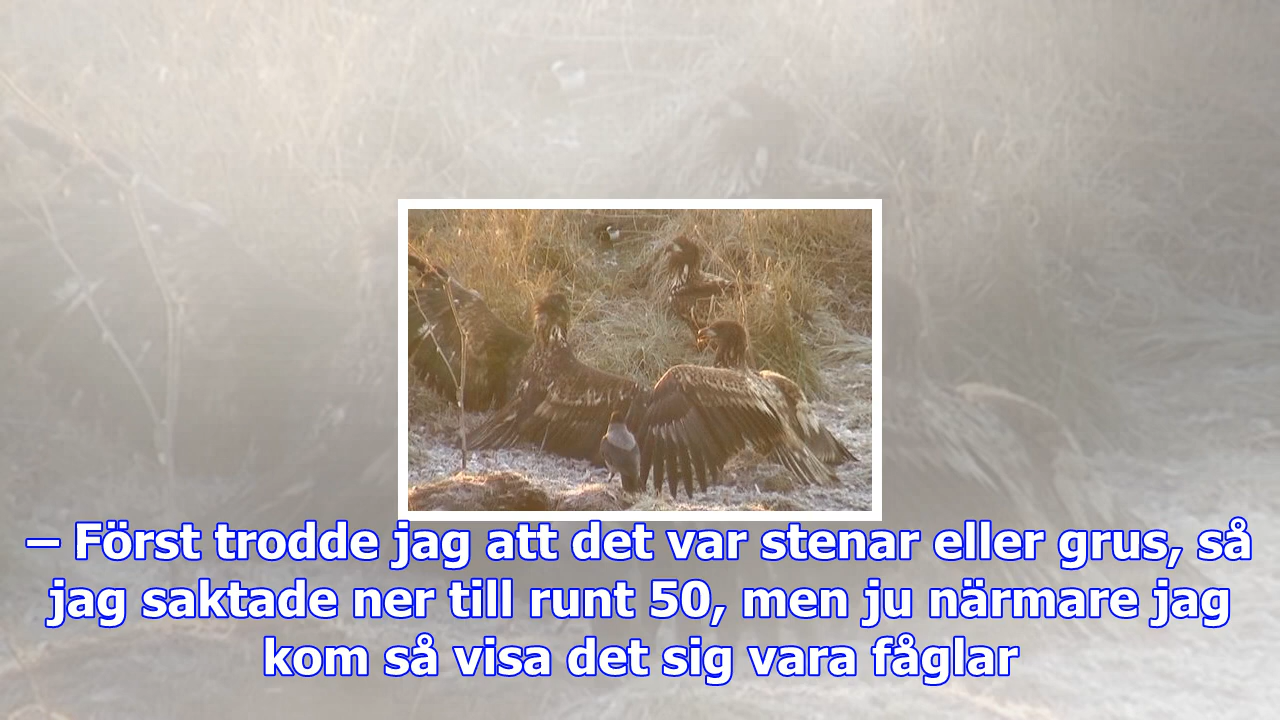 – Först trodde jag att det var stenar eller grus, så
jag saktade ner till runt 50, men ju närmare jag
kom så visa det sig vara fåglar